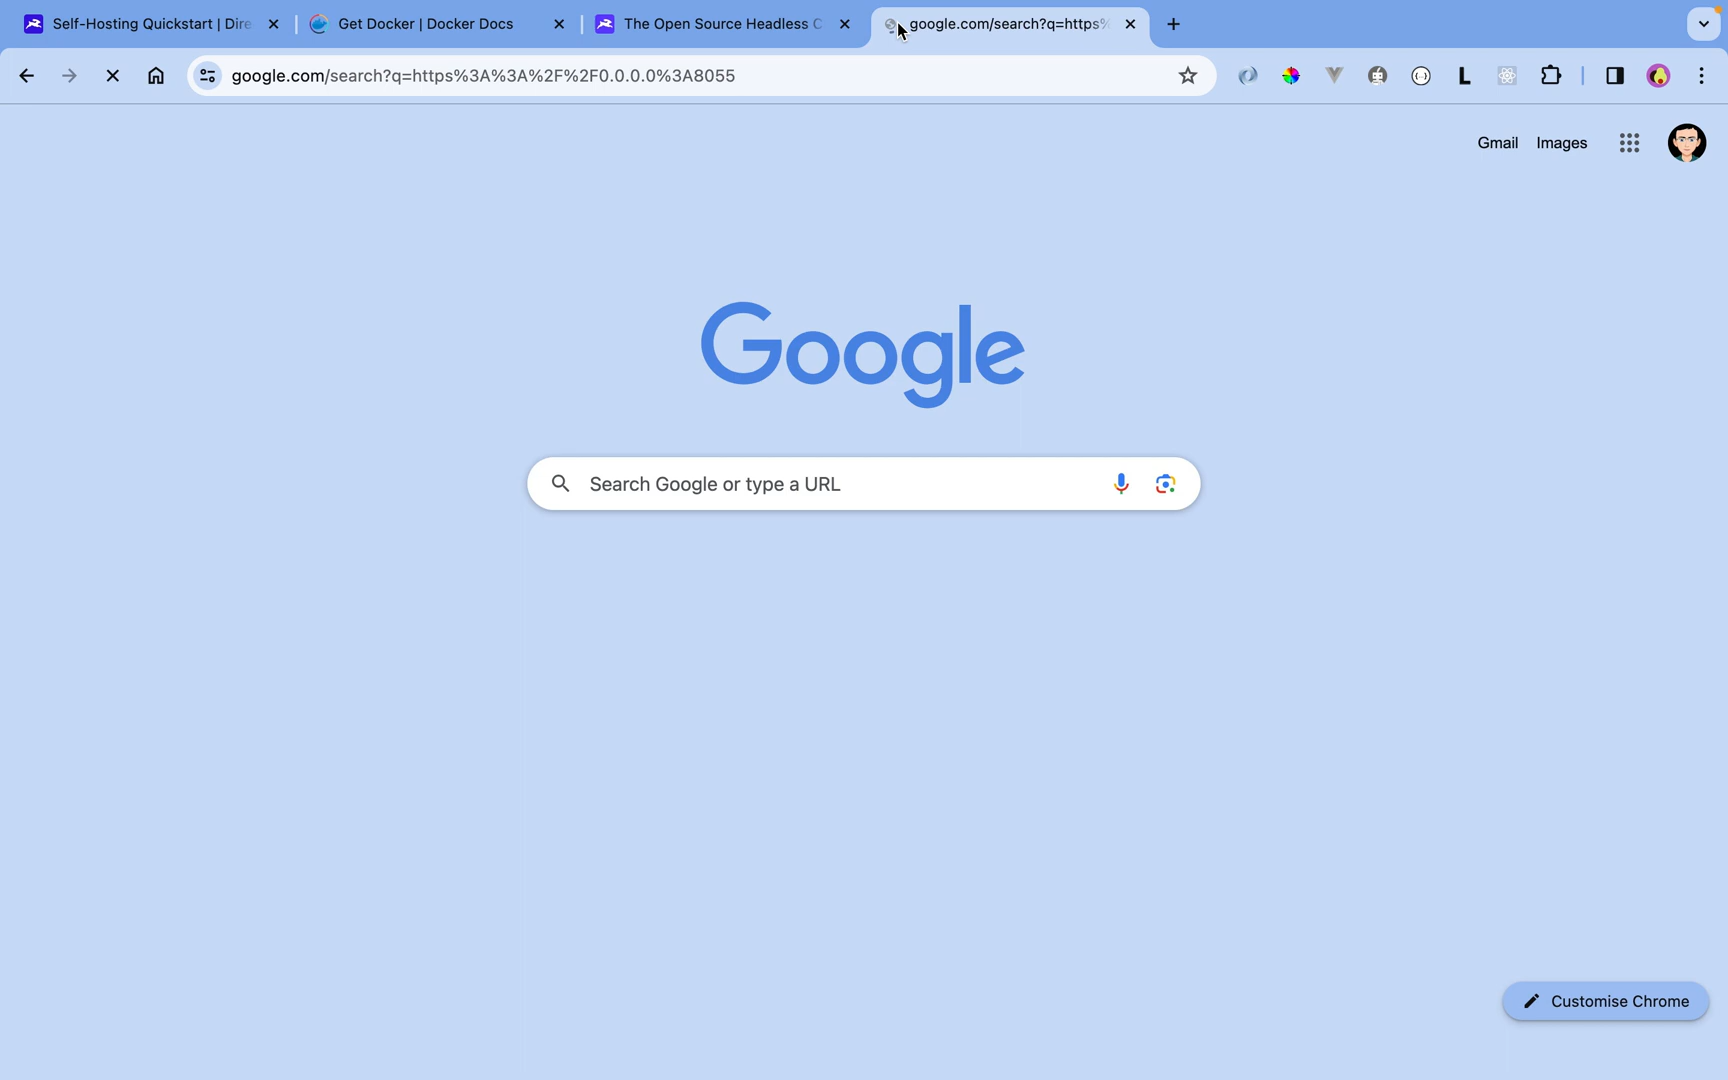 Self-Hosting Quickstart | Dire
Get Docker | Docker Docs
The Open Source Headless C
google.com/search?q=https%
google.com/search?q=https%3A%3A%2F%2F0.0.0.0%3A8055
L
Gmail Images
Google
Search Google or type a URL
Customise Chrome